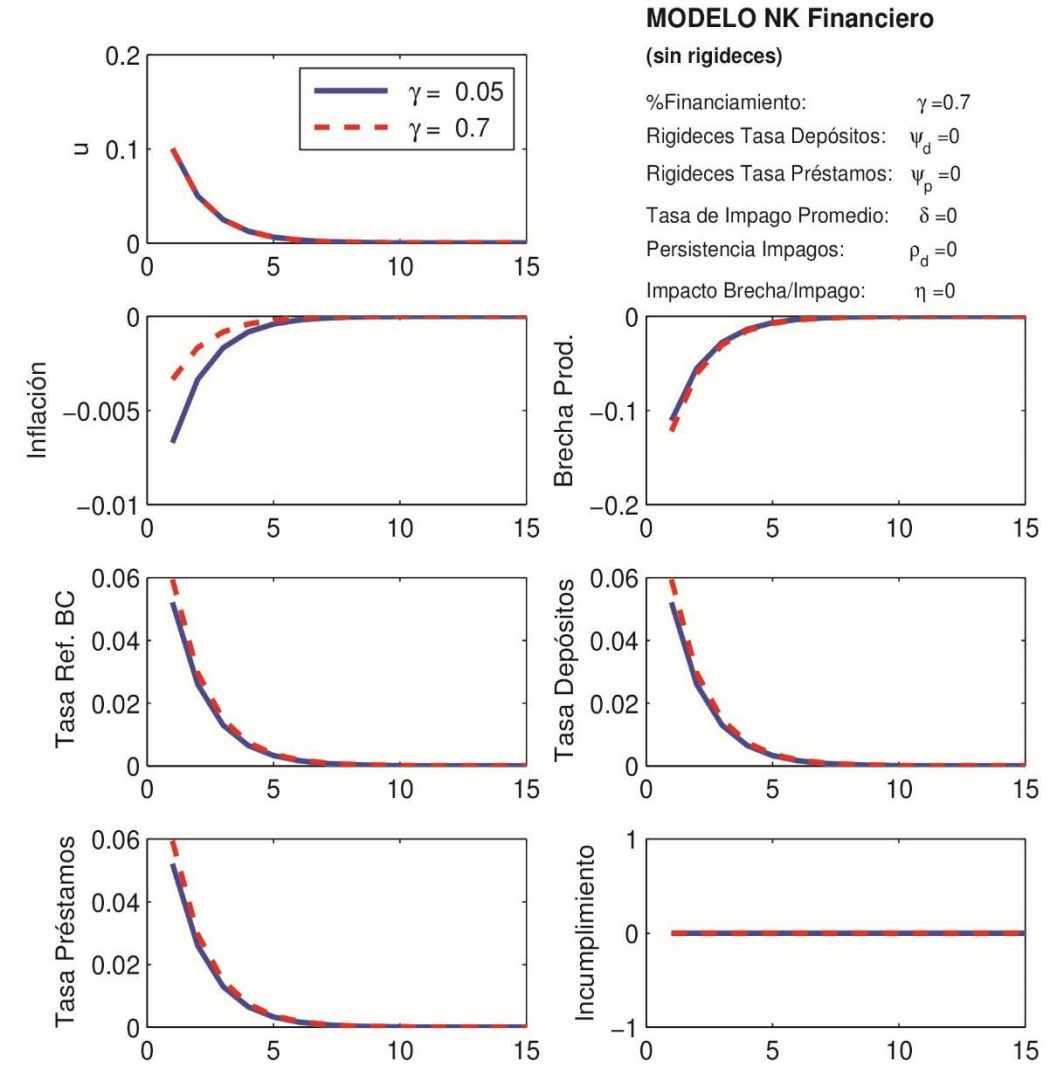 MODELO NK Financiero
(sin rigideces)
%Financiamiento: γ =0.7
Rigideces Tasa Depósitos: ψd =0
Rigideces Tasa Préstamos: ψp =0
Tasa de Impago Promedio: δ =0
Persistencia Impagos: ρd =0
Impacto Brecha/Impago: η =0
u
0.2
0.1
0
0 5 10 15
γ = 0.05
γ = 0.7
Inflación
0
−0.005
−0.01
0 5 10 15
Brecha Prod.
0
−0.1
−0.2
0 5 10 15
Tasa Ref. BC
0.06
0.04
0.02
0
0 5 10 15
Tasa Depósitos
0.06
0.04
0.02
0
0 5 10 15
Tasa Préstamos
0.06
0.04
0.02
0
0 5 10 15
Incumplimiento
1
0
−1
0 5 10 15